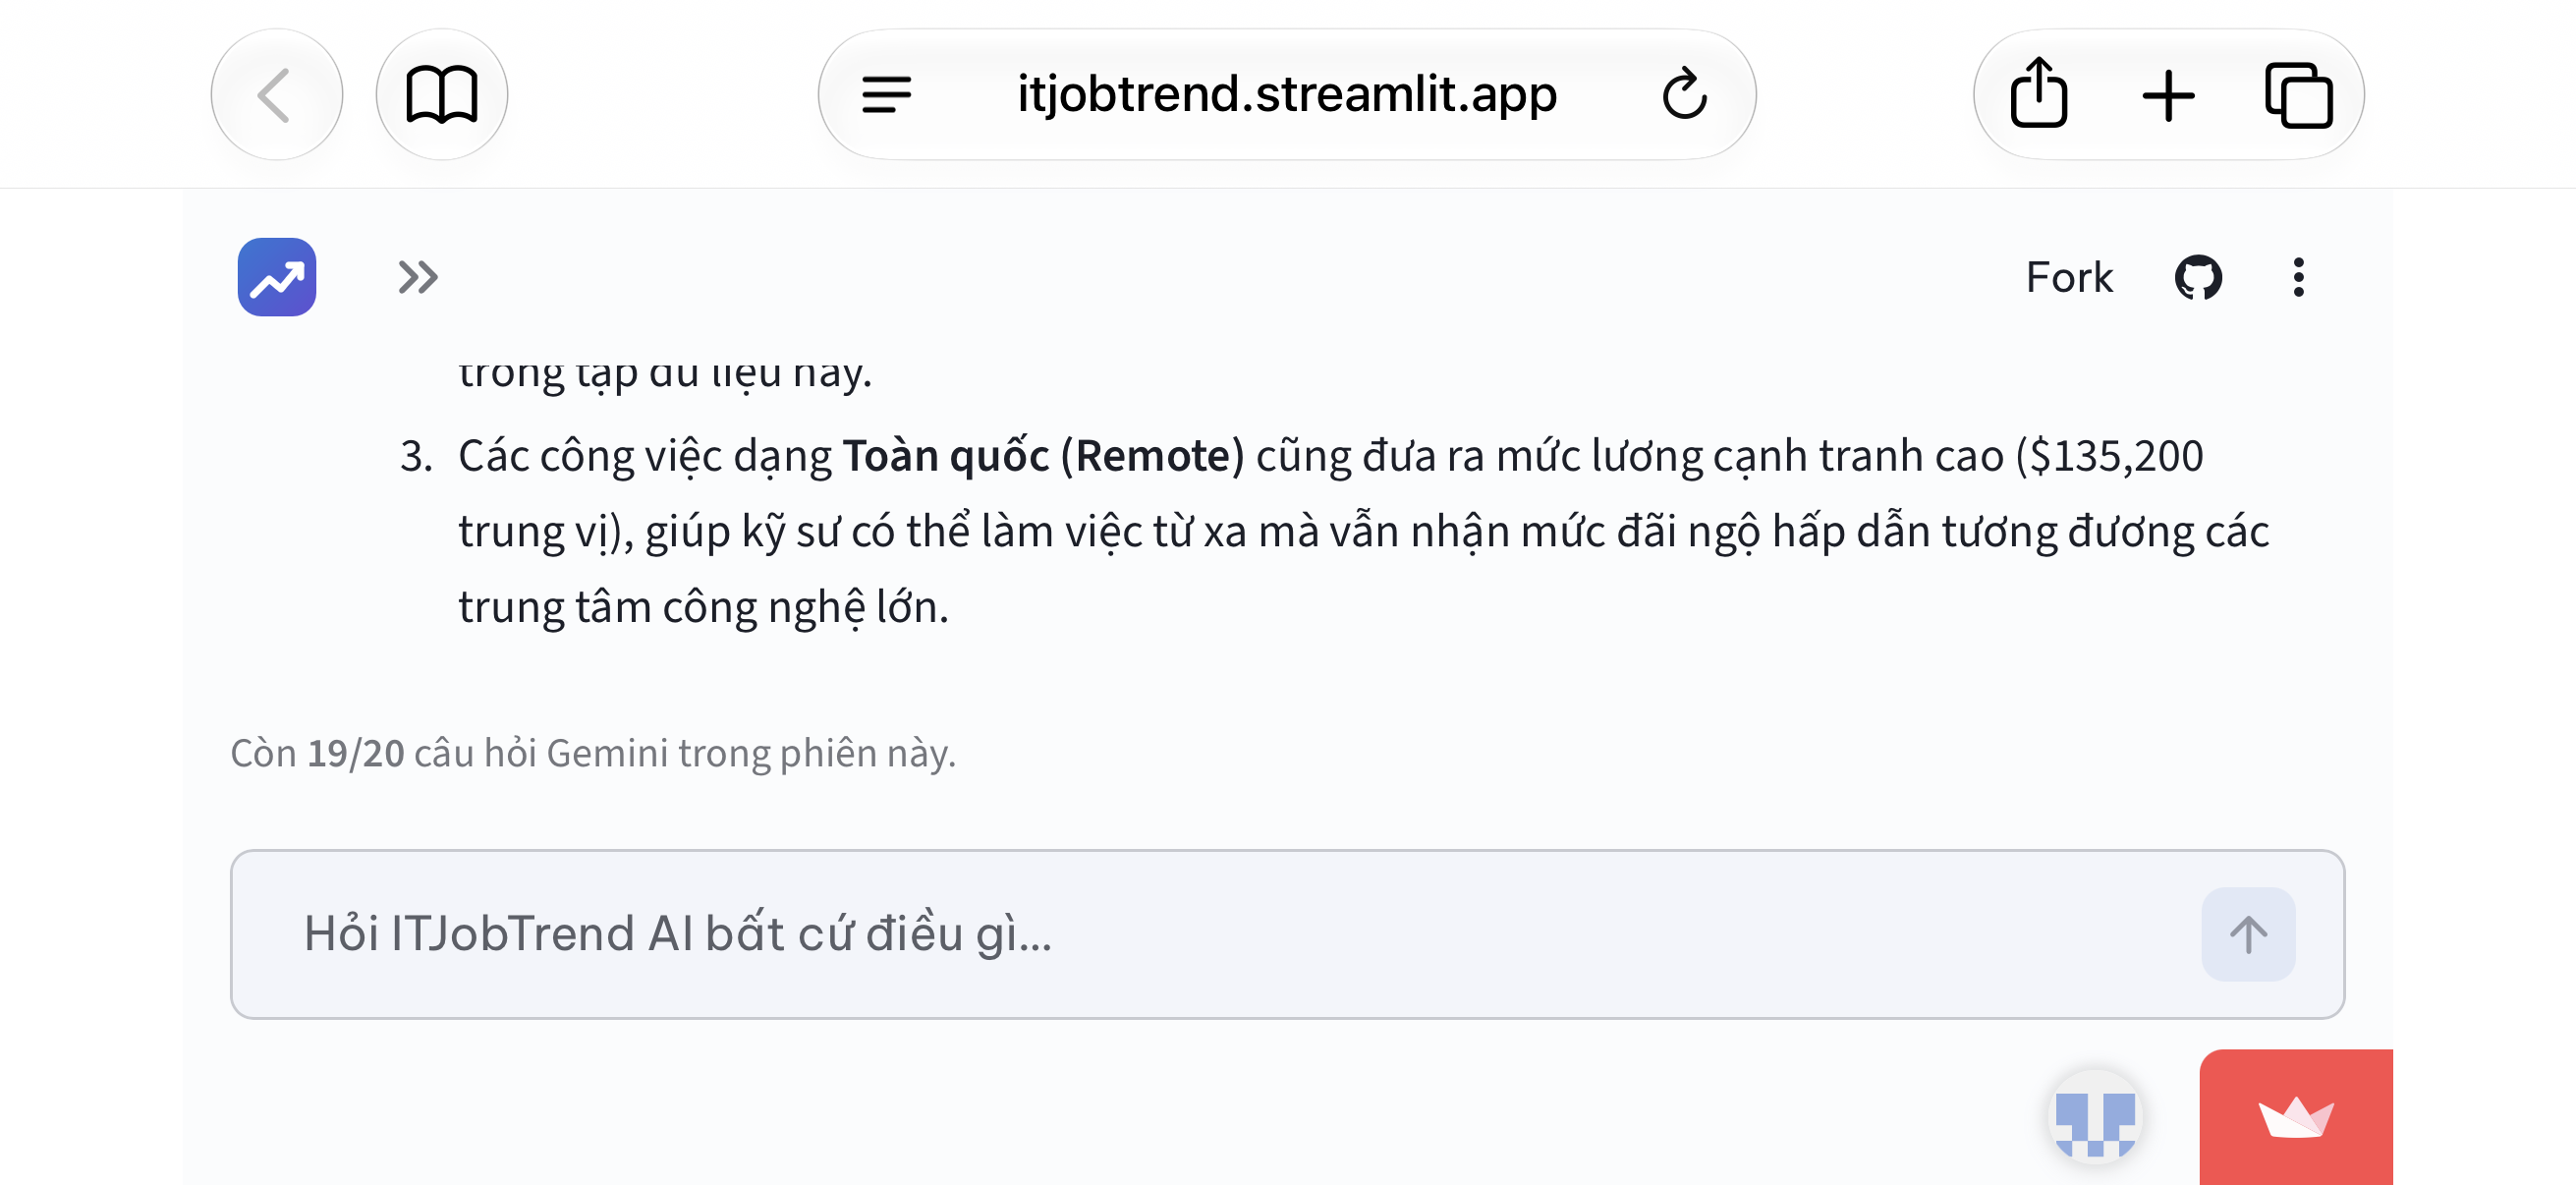 itjobtrend.streamlit.app
Fork
trong tập dữ liệu này.
3. Các công việc dạng Toàn quốc (Remote) cũng đưa ra mức lương cạnh tranh cao ($135,200
trung vị), giúp kỹ sư có thể làm việc từ xa mà vẫn nhận mức đãi ngộ hấp dẫn tương đương các
trung tâm công nghệ lớn.
Còn 19/20 câu hỏi Gemini trong phiên này.
Hỏi ITJobTrend AI bất cứ điều gì...